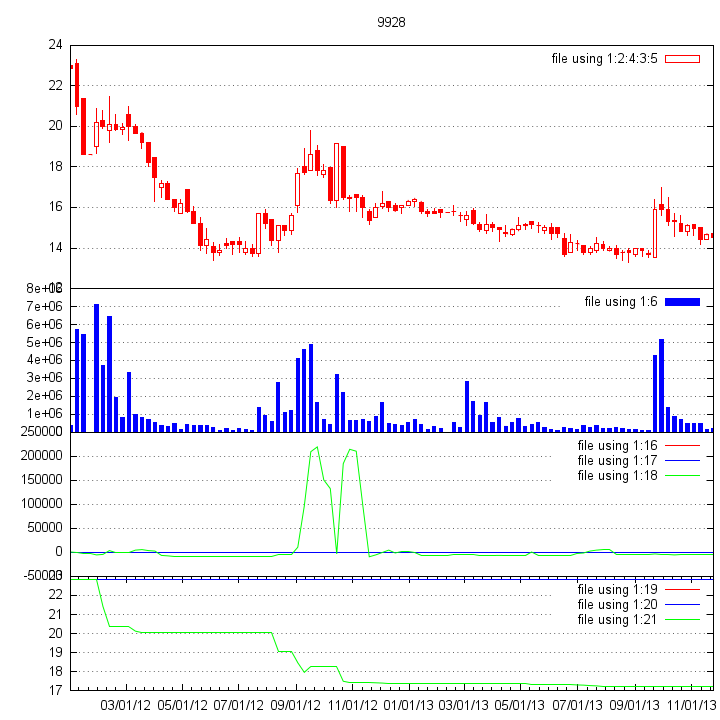 9928
24
file using 1:2:4:3:5
22
20
18
16
14
8e+06
file using 1:6
7e+06
6e+06
5e+06
4e+06
3e+06
2e+06
1e+06
250000
file using 1:16
200000
file using 1:17
file using 1:18
150000
100000
50000
0
-50000
file using 1:19
22
file using 1:20
21
file using 1:21
20
19
18
17
03/01/12 05/01/12 07/01/12 09/01/12 11/01/12 01/01/13 03/01/13 05/01/13 07/01/13 09/01/13 11/01/13